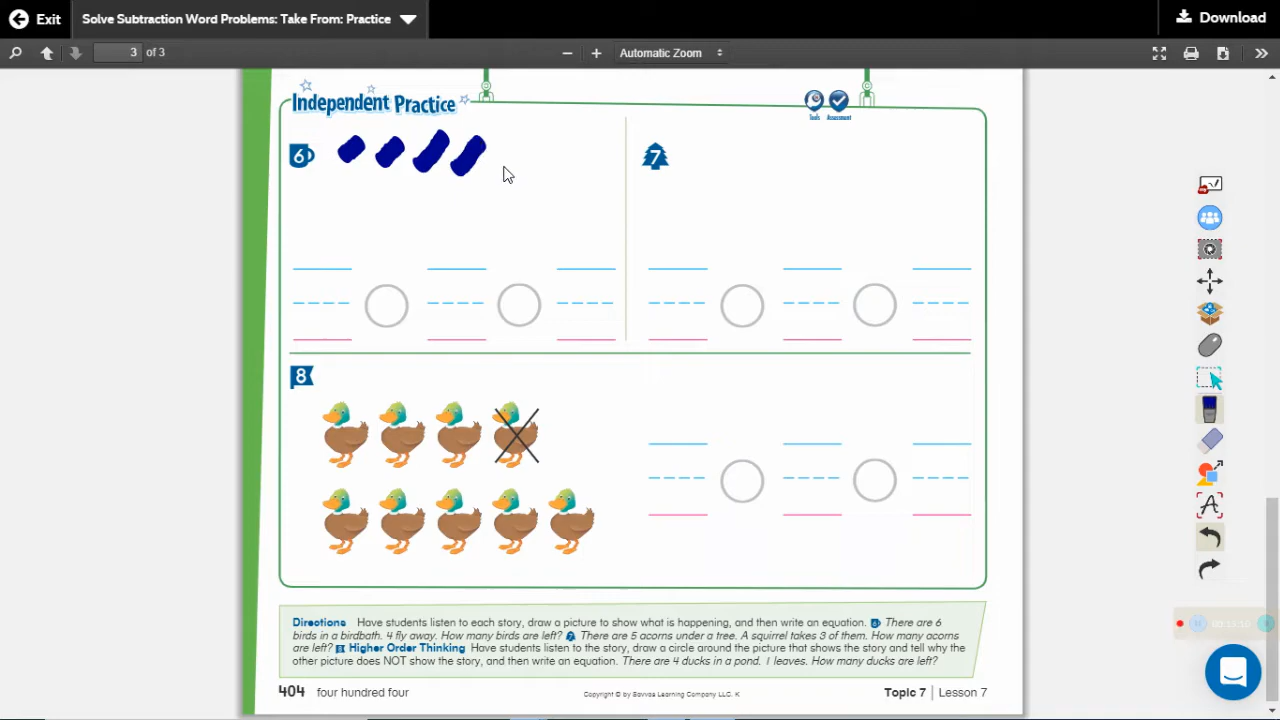 Exit
Solve Subtraction Word Problems: Take From: Practice
Download
3 of 3
Automatic Zoom
Independent Practice
Tools
Assessment
6
7
8
Directions Have students listen to each story, draw a picture to show what is happening, and then write an equation. 6 There are 6
birds in a birdbath. 4 fly away. How many birds are left? 7 There are 5 acorns under a tree. A squirrel takes 3 of them. How many acorns
are left? 8 Higher Order Thinking Have students listen to the story, draw a circle around the picture that shows the story and tell why the
other picture does NOT show the story, and then write an equation. There are 4 ducks in a pond. 1 leaves. How many ducks are left?
404 four hundred four
Copyright © by Savvas Learning Company LLC. K
Topic 7 | Lesson 7